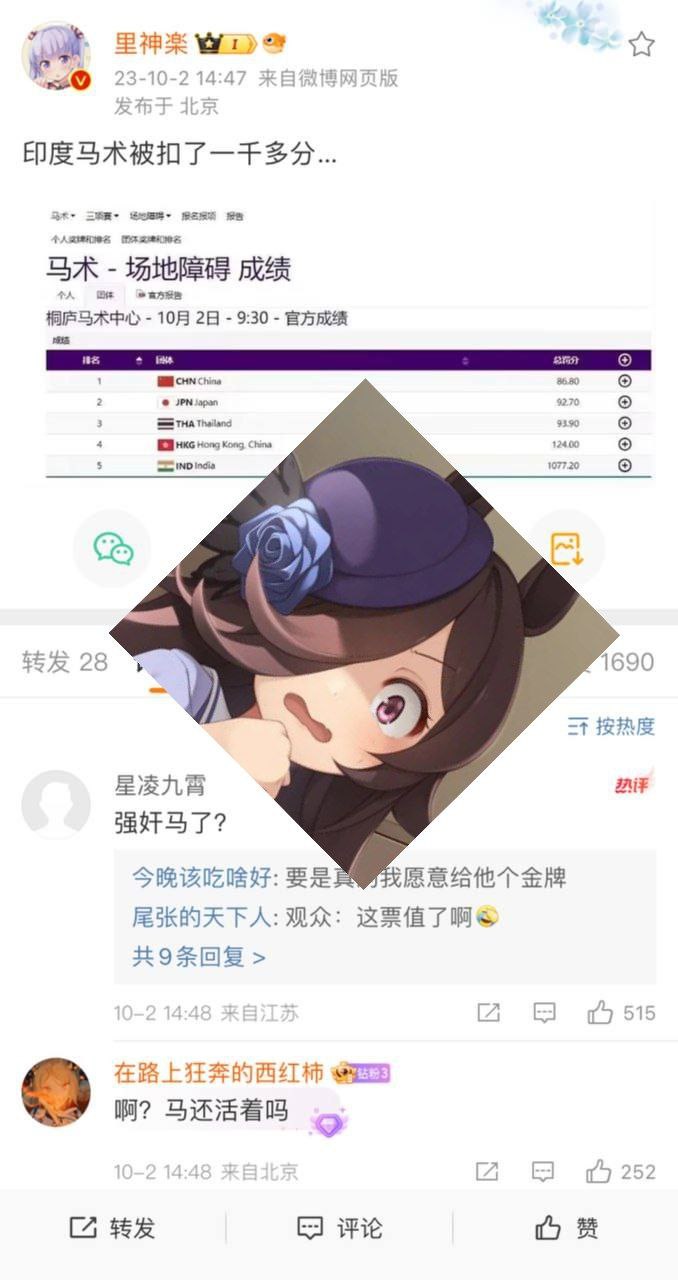 里神楽 I
23-10-2 14:47 来自微博网页版
发布于 北京
印度马术被扣了一千多分...
马术 三项赛 场地障碍 报名报项 报告
个人奖牌和排名 团体奖牌和排名
马术 - 场地障碍 成绩
个人 团体 官方报告
桐庐马术中心 - 10月 2日 - 9:30 - 官方成绩
成绩
排名 团体 总罚分
1 CHN China 86.80
2 JPN Japan 92.70
3 THA Thailand 93.90
4 HKG Hong Kong, China 124.00
5 IND India 1077.20
转发 28 1690
按热度
星凌九霄 热评
强奸马了?
今晚该吃啥好: 要是真 我愿意给他个金牌
尾张的天下人: 观众：这票值了啊
共9条回复 >
10-2 14:48 来自江苏 515
在路上狂奔的西红柿 钻粉3
啊？马还活着吗
10-2 14:48 来自北京 252
转发 评论 赞